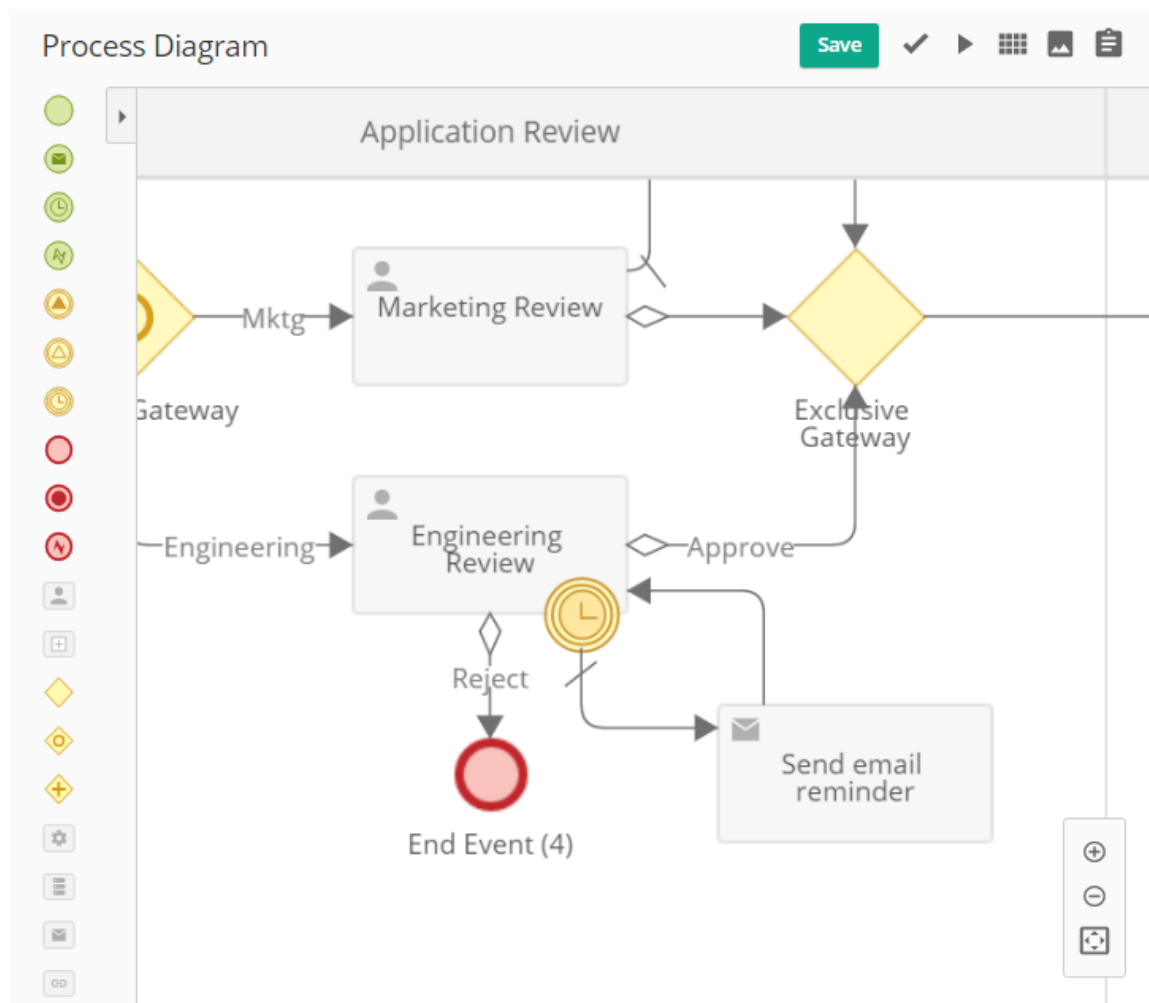 Process Diagram
Save
Application Review
Marketing Review
Mktg
Gateway
Exclusive
Gateway
Engineering
Engineering
Review
Approve
Reject
Send email
reminder
End Event (4)